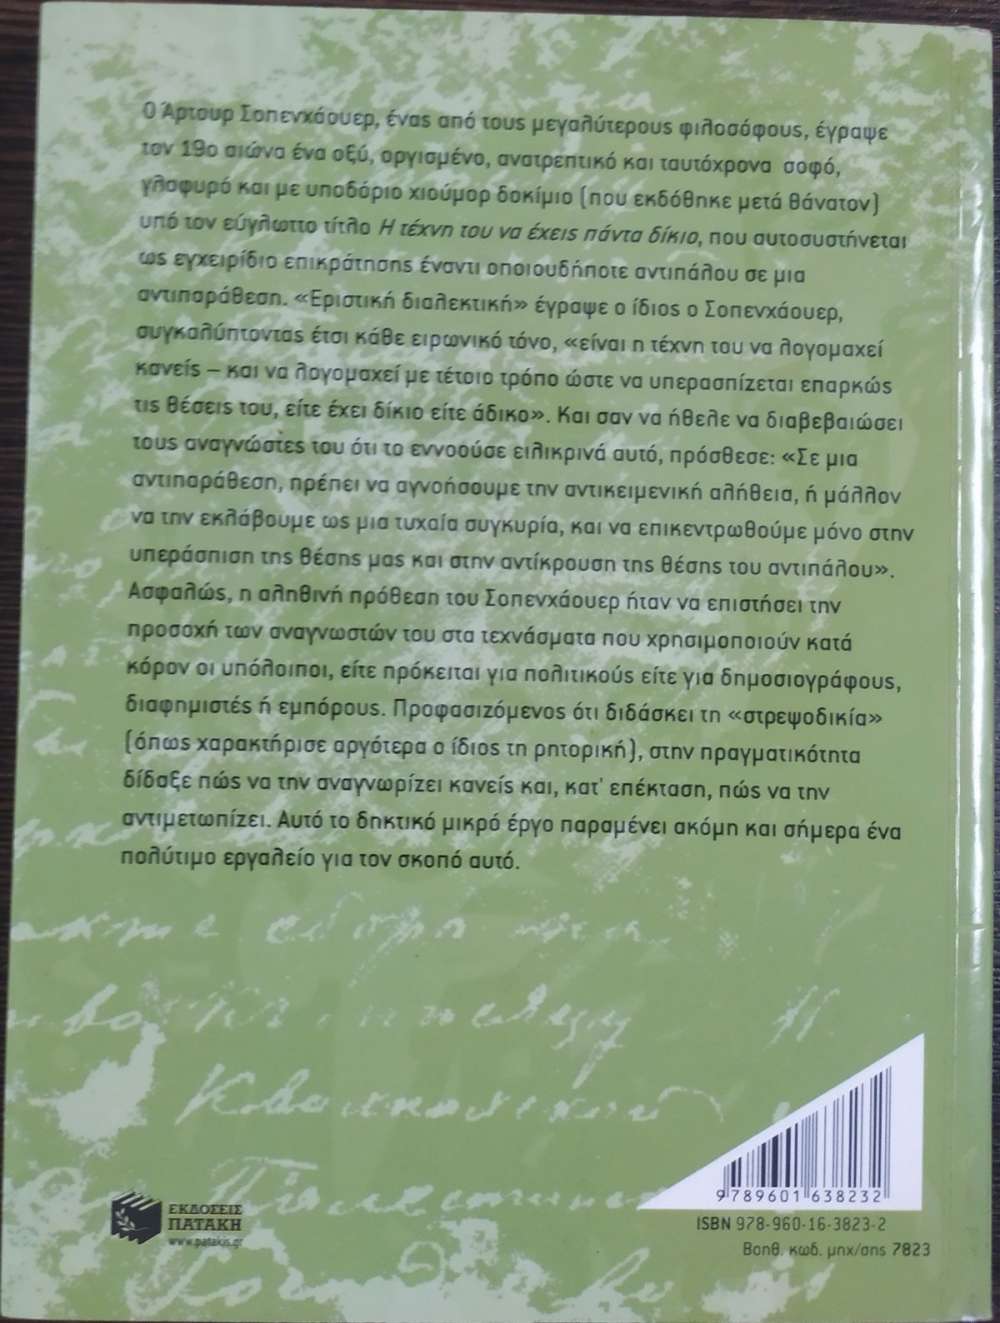 Ο Άρτουρ Σοπενχάουερ, ένας από τους μεγαλύτερους φιλοσόφους, έγραψε
τον 19ο αιώνα ένα οξύ, οργισμένο, ανατρεπτικό και ταυτόχρονα σοφό,
γλαφυρό και με υποδόριο χιούμορ δοκίμιο (που εκδόθηκε μετά θάνατον)
υπό τον εύγλωττο τίτλο Η τέχνη του να έχεις πάντα δίκιο, που αυτοσυστήνεται
ως εγχειρίδιο επικράτησης έναντι οποιουδήποτε αντιπάλου σε μια
αντιπαράθεση. «Εριστική διαλεκτική» έγραψε ο ίδιος ο Σοπενχάουερ,
συγκαλύπτοντας έτσι κάθε ειρωνικό τόνο, «είναι η τέχνη του να λογομαχεί
κανείς – και να λογομαχεί με τέτοιο τρόπο ώστε να υπερασπίζεται επαρκώς
τις θέσεις του, είτε έχει δίκιο είτε άδικο». Και σαν να ήθελε να διαβεβαιώσει
τους αναγνώστες του ότι το εννοούσε ειλικρινά αυτό, πρόσθεσε: «Σε μια
αντιπαράθεση, πρέπει να αγνοήσουμε την αντικειμενική αλήθεια, ή μάλλον
να την εκλάβουμε ως μια τυχαία συγκυρία, και να επικεντρωθούμε μόνο στην
υπεράσπιση της θέσης μας και στην αντίκρουση της θέσης του αντιπάλου».
Ασφαλώς, η αληθινή πρόθεση του Σοπενχάουερ ήταν να επιστήσει την
προσοχή των αναγνωστών του στα τεχνάσματα που χρησιμοποιούν κατά
κόρον οι υπόλοιποι, είτε πρόκειται για πολιτικούς είτε για δημοσιογράφους,
διαφημιστές ή εμπόρους. Προφασιζόμενος ότι διδάσκει τη «στρεψοδικία»
(όπως χαρακτήρισε αργότερα ο ίδιος τη ρητορική), στην πραγματικότητα
δίδαξε πώς να την αναγνωρίζει κανείς και, κατ' επέκταση, πώς να την
αντιμετωπίζει. Αυτό το δηκτικό μικρό έργο παραμένει ακόμη και σήμερα ένα
πολύτιμο εργαλείο για τον σκοπό αυτό.
ΕΚΔΟΣΕΙΣ
ΠΑΤΑΚΗ
www.patakis.gr
9 789601 638232
ISBN 978-960-16-3823-2
Βοηθ. κωδ. μηχ/σης 7823